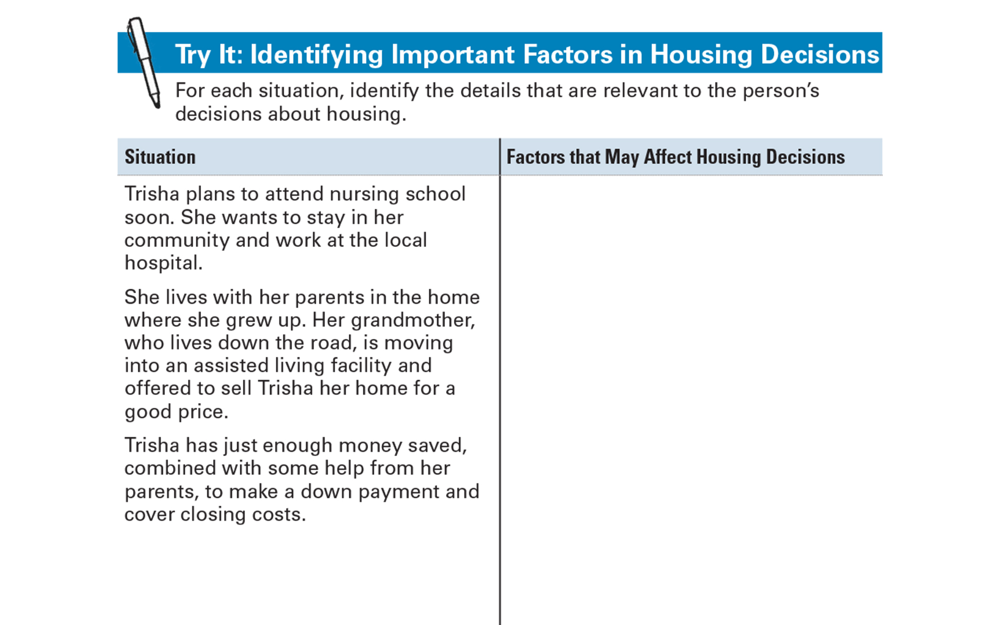 Try It: Identifying Important Factors in Housing Decisions
For each situation, identify the details that are relevant to the person’s
decisions about housing.
Situation
Factors that May Affect Housing Decisions
Trisha plans to attend nursing school
soon. She wants to stay in her
community and work at the local
hospital.
She lives with her parents in the home
where she grew up. Her grandmother,
who lives down the road, is moving
into an assisted living facility and
offered to sell Trisha her home for a
good price.
Trisha has just enough money saved,
combined with some help from her
parents, to make a down payment and
cover closing costs.